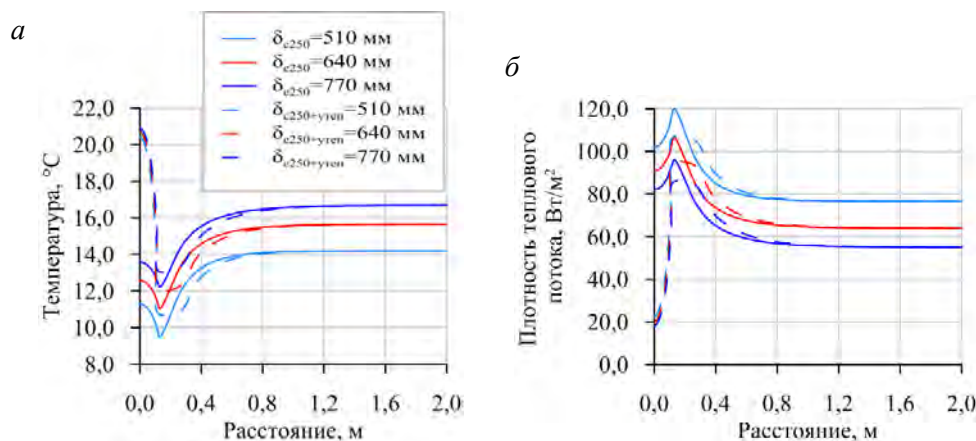 а
δс250=510 мм
δс250=640 мм
δс250=770 мм
δс250+утеп=510 мм
δс250+утеп=640 мм
δс250+утеп=770 мм
Температура, °С
22,0
20,0
18,0
16,0
14,0
12,0
10,0
8,0
0,0 0,4 0,8 1,2 1,6 2,0
Расстояние, м
б
Плотность теплового
потока, Вт/м²
120,0
100,0
80,0
60,0
40,0
20,0
0,0
0,0 0,4 0,8 1,2 1,6 2,0
Расстояние, м